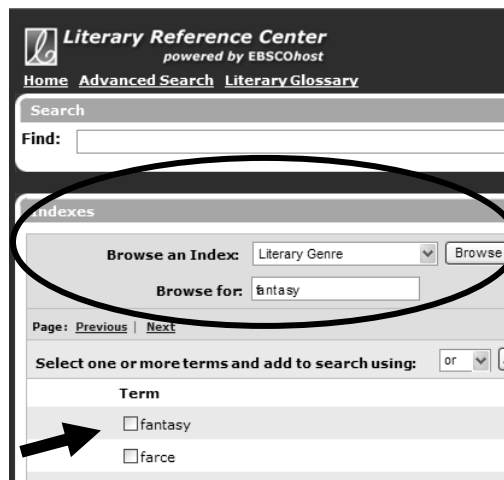 Literary Reference Center
powered by EBSCOhost
Home Advanced Search Literary Glossary
Search
Find:
Indexes
Browse an Index: Literary Genre Browse
Browse for: fantasy
Page: Previous | Next
Select one or more terms and add to search using: or
Term
fantasy
farce